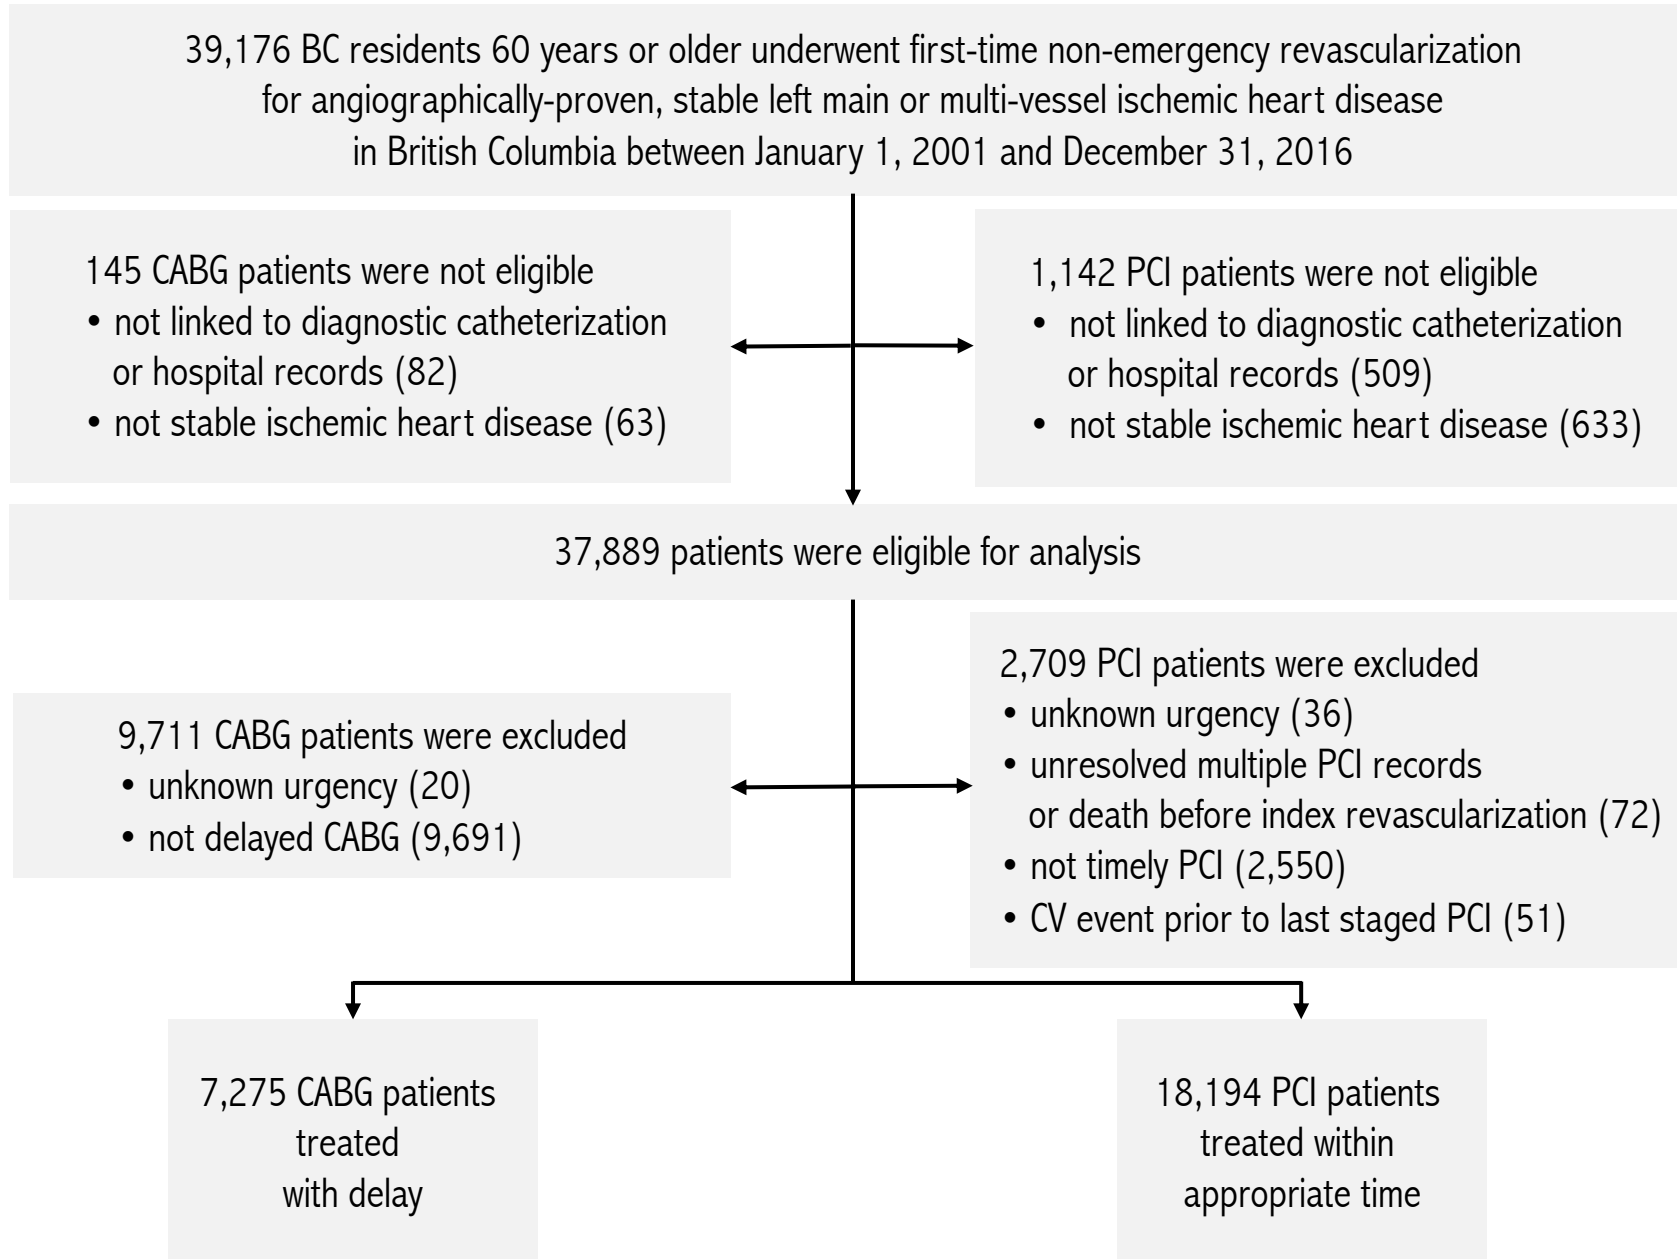 39,176 BC residents 60 years or older underwent first-time non-emergency revascularization
for angiographically-proven, stable left main or multi-vessel ischemic heart disease
in British Columbia between January 1, 2001 and December 31, 2016
145 CABG patients were not eligible
• not linked to diagnostic catheterization
or hospital records (82)
• not stable ischemic heart disease (63)
1,142 PCI patients were not eligible
• not linked to diagnostic catheterization
or hospital records (509)
• not stable ischemic heart disease (633)
37,889 patients were eligible for analysis
9,711 CABG patients were excluded
• unknown urgency (20)
• not delayed CABG (9,691)
2,709 PCI patients were excluded
• unknown urgency (36)
• unresolved multiple PCI records
or death before index revascularization (72)
• not timely PCI (2,550)
• CV event prior to last staged PCI (51)
7,275 CABG patients
treated
with delay
18,194 PCI patients
treated within
appropriate time